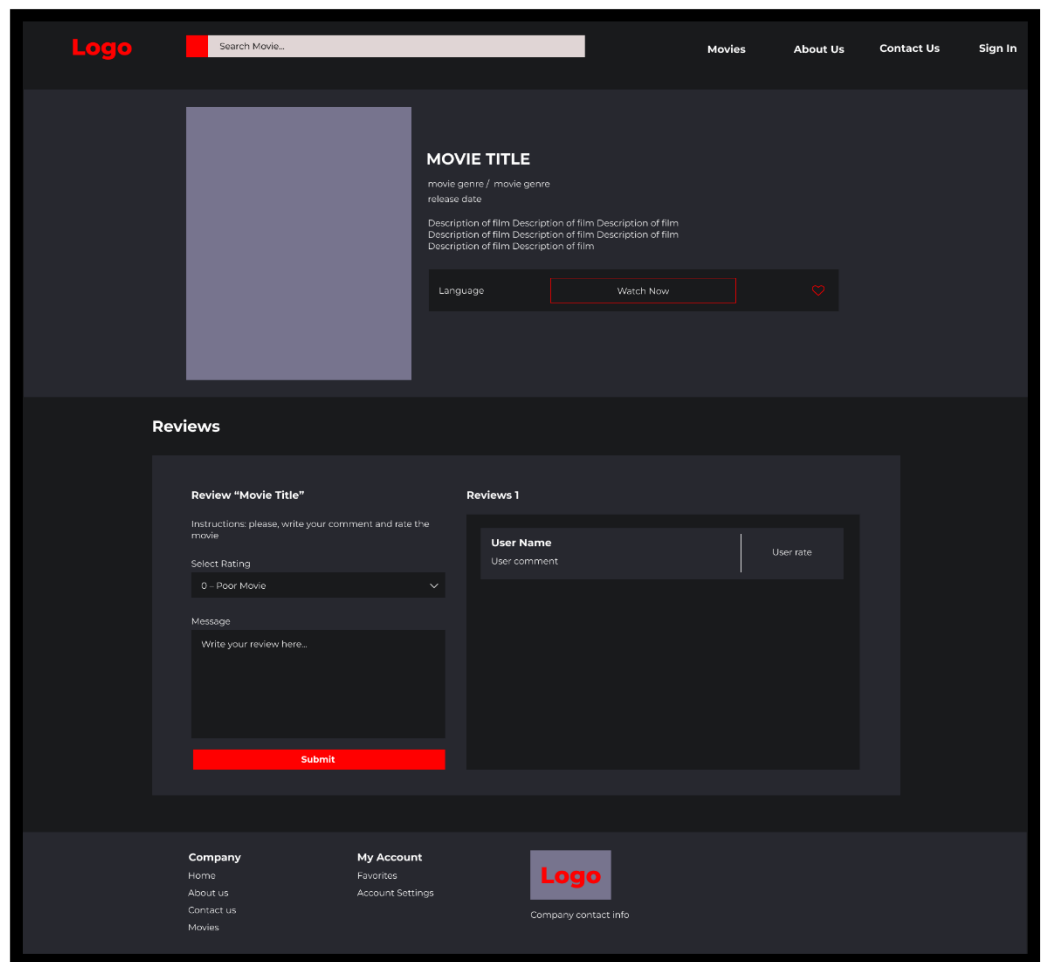 Logo
Search Movie...
Movies
About Us
Contact Us
Sign In
MOVIE TITLE
movie genre / movie genre
release date
Description of film Description of film Description of film
Description of film Description of film Description of film
Description of film Description of film
Language
Watch Now
Reviews
Review “Movie Title”
Instructions: please, write your comment and rate the
movie
Select Rating
0 – Poor Movie
Message
Write your review here...
Submit
Reviews 1
User Name
User comment
User rate
Company
Home
About us
Contact us
Movies
My Account
Favorites
Account Settings
Logo
Company contact info